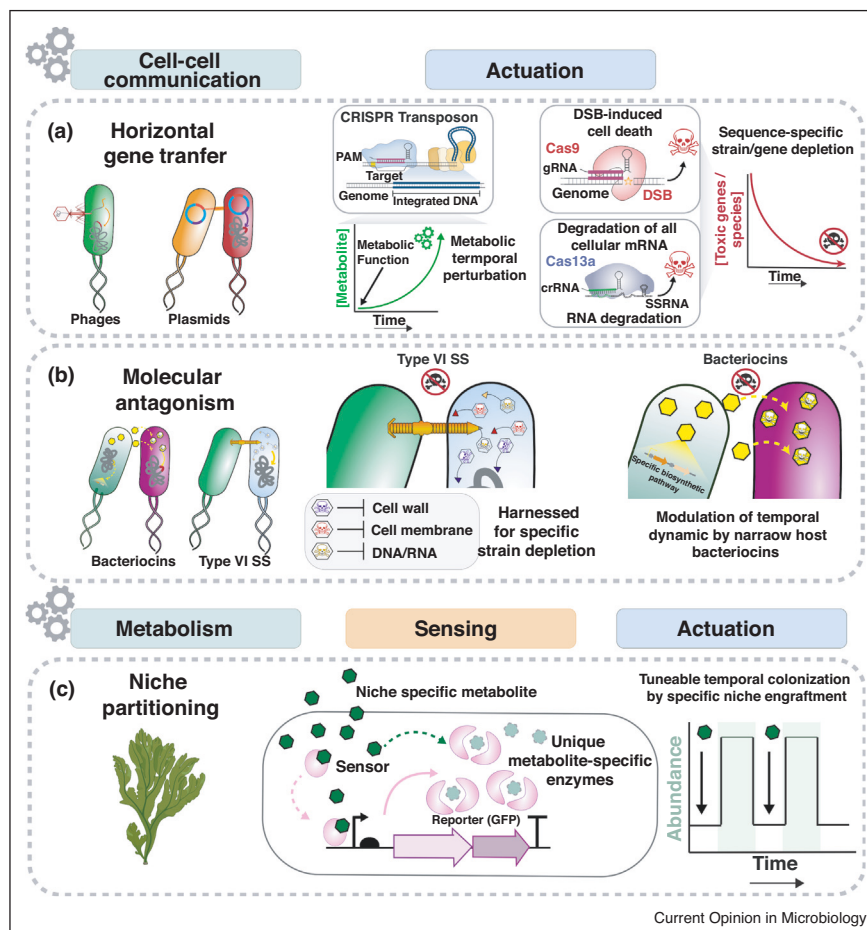 Cell-cell
communication
Actuation
(a)
Horizontal
gene tranfer
Phages
Plasmids
CRISPR Transposon
PAM
Target
Genome
Integrated DNA
[Metabolite]
Metabolic
Function
Metabolic
termporal
perturbation
Time
DSB-induced
cell death
Cas9
gRNA
Genome
DSB
Degradation of all
cellular mRNA
Cas13a
crRNA
SSRNA
RNA degradation
Sequence-specific
strain/gene depletion
[Toxic genes /
species]
Time
(b)
Molecular
antagonism
Bacteriocins
Type VI SS
Type VI SS
Cell wall
Cell membrane
DNA/RNA
Harnessed
for specific
strain depletion
Bacteriocins
Specific biosynthetic
pathway
Modulation of temporal
dynamic by narraow host
bacteriocins
Metabolism
Sensing
Actuation
(c)
Niche
partitioning
Niche specific metabolite
Sensor
Unique
metabolite-specific
enzymes
Reporter (GFP)
Tuneable temporal colonization
by specific niche engraftment
Abundance
Time
Current Opinion in Microbiology